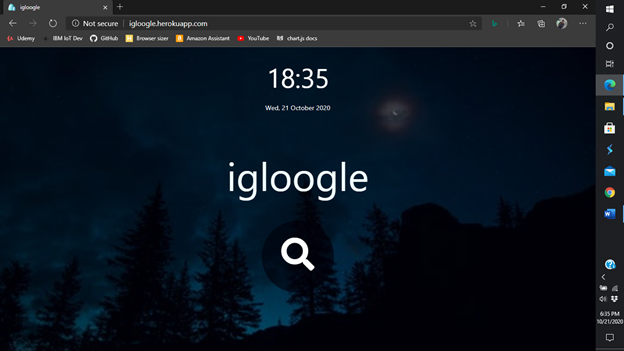 igloogle
Not secure
igloogle.herokuapp.com
Udemy
IBM IoT Dev
GitHub
Browser sizer
Amazon Assistant
YouTube
chart.js docs
18:35
Wed, 21 October 2020
igloogle
6:35 PM
10/21/2020